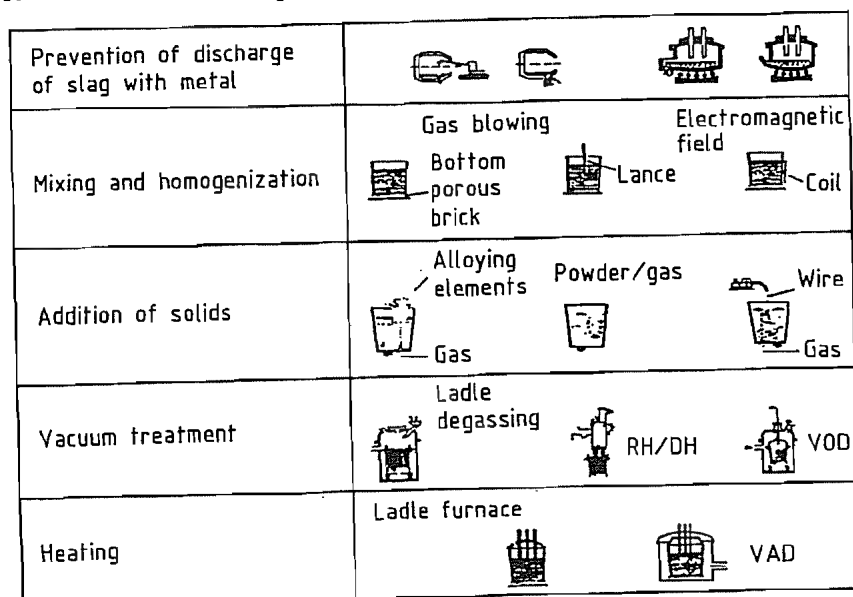 Prevention of discharge
of slag with metal
Mixing and homogenization
Gas blowing
Bottom
porous
brick
Lance
Electromagnetic
field
Coil
Addition of solids
Alloying
elements
Gas
Powder/gas
Wire
Gas
Vacuum treatment
Ladle
degassing
RH/DH
VOD
Heating
Ladle furnace
VAD